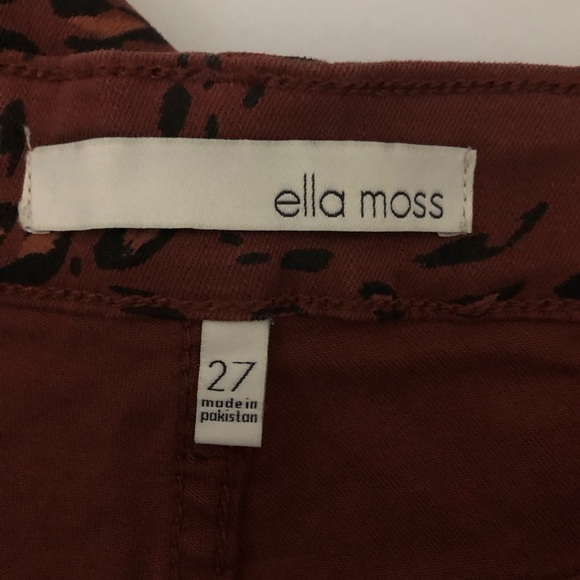 ella moss
27
made in
pakistan